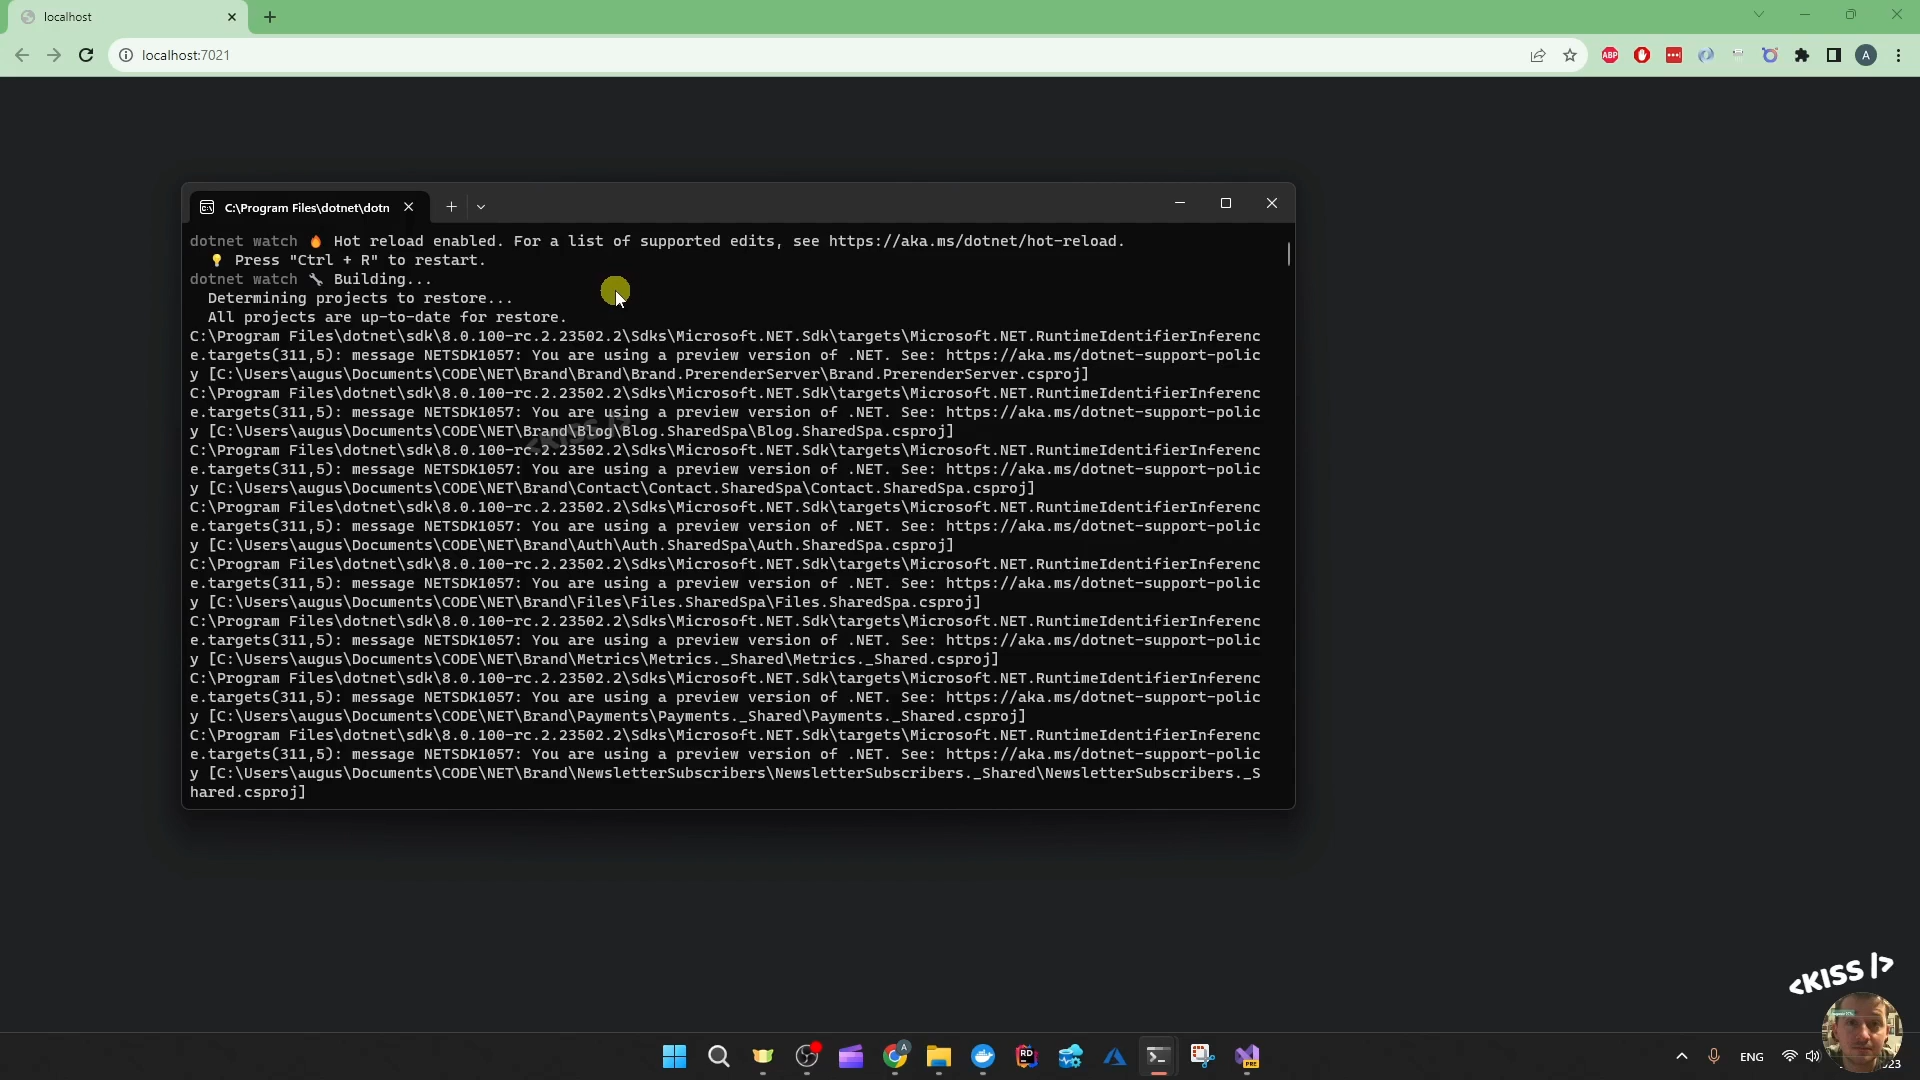 localhost
localhost:7021
ABP
A
C:\Program Files\dotnet\dotn
dotnet watch 🔥 Hot reload enabled. For a list of supported edits, see https://aka.ms/dotnet/hot-reload.
💡 Press "Ctrl + R" to restart.
dotnet watch 🔧 Building...
Determining projects to restore...
All projects are up-to-date for restore.
C:\Program Files\dotnet\sdk\8.0.100-rc.2.23502.2\Sdks\Microsoft.NET.Sdk\targets\Microsoft.NET.RuntimeIdentifierInferenc
e.targets(311,5): message NETSDK1057: You are using a preview version of .NET. See: https://aka.ms/dotnet-support-polic
y [C:\Users\augus\Documents\CODE\NET\Brand\Brand\Brand.PrerenderServer\Brand.PrerenderServer.csproj]
C:\Program Files\dotnet\sdk\8.0.100-rc.2.23502.2\Sdks\Microsoft.NET.Sdk\targets\Microsoft.NET.RuntimeIdentifierInferenc
e.targets(311,5): message NETSDK1057: You are using a preview version of .NET. See: https://aka.ms/dotnet-support-polic
y [C:\Users\augus\Documents\CODE\NET\Brand\Blog\Blog.SharedSpa\Blog.SharedSpa.csproj]
<KISS />
C:\Program Files\dotnet\sdk\8.0.100-rc.2.23502.2\Sdks\Microsoft.NET.Sdk\targets\Microsoft.NET.RuntimeIdentifierInferenc
e.targets(311,5): message NETSDK1057: You are using a preview version of .NET. See: https://aka.ms/dotnet-support-polic
y [C:\Users\augus\Documents\CODE\NET\Brand\Contact\Contact.SharedSpa\Contact.SharedSpa.csproj]
C:\Program Files\dotnet\sdk\8.0.100-rc.2.23502.2\Sdks\Microsoft.NET.Sdk\targets\Microsoft.NET.RuntimeIdentifierInferenc
e.targets(311,5): message NETSDK1057: You are using a preview version of .NET. See: https://aka.ms/dotnet-support-polic
y [C:\Users\augus\Documents\CODE\NET\Brand\Auth\Auth.SharedSpa\Auth.SharedSpa.csproj]
C:\Program Files\dotnet\sdk\8.0.100-rc.2.23502.2\Sdks\Microsoft.NET.Sdk\targets\Microsoft.NET.RuntimeIdentifierInferenc
e.targets(311,5): message NETSDK1057: You are using a preview version of .NET. See: https://aka.ms/dotnet-support-polic
y [C:\Users\augus\Documents\CODE\NET\Brand\Files\Files.SharedSpa\Files.SharedSpa.csproj]
C:\Program Files\dotnet\sdk\8.0.100-rc.2.23502.2\Sdks\Microsoft.NET.Sdk\targets\Microsoft.NET.RuntimeIdentifierInferenc
e.targets(311,5): message NETSDK1057: You are using a preview version of .NET. See: https://aka.ms/dotnet-support-polic
y [C:\Users\augus\Documents\CODE\NET\Brand\Metrics\Metrics._Shared\Metrics._Shared.csproj]
C:\Program Files\dotnet\sdk\8.0.100-rc.2.23502.2\Sdks\Microsoft.NET.Sdk\targets\Microsoft.NET.RuntimeIdentifierInferenc
e.targets(311,5): message NETSDK1057: You are using a preview version of .NET. See: https://aka.ms/dotnet-support-polic
y [C:\Users\augus\Documents\CODE\NET\Brand\Payments\Payments._Shared\Payments._Shared.csproj]
C:\Program Files\dotnet\sdk\8.0.100-rc.2.23502.2\Sdks\Microsoft.NET.Sdk\targets\Microsoft.NET.RuntimeIdentifierInferenc
e.targets(311,5): message NETSDK1057: You are using a preview version of .NET. See: https://aka.ms/dotnet-support-polic
y [C:\Users\augus\Documents\CODE\NET\Brand\NewsletterSubscribers\NewsletterSubscribers._Shared\NewsletterSubscribers._S
hared.csproj]
<KISS />
A
RD
PRE
ENG
23